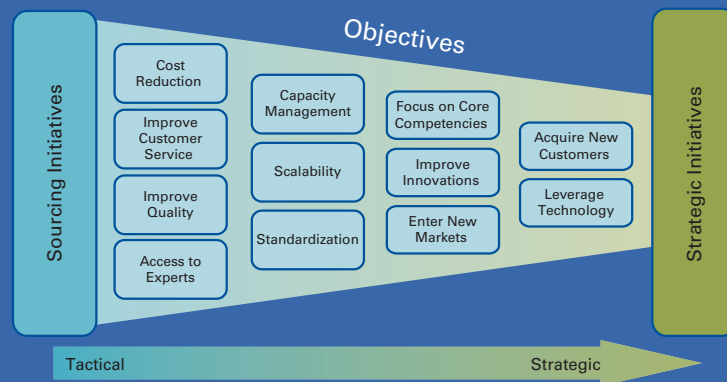 Objectives
Sourcing Initiatives
Cost
Reduction
Improve
Customer
Service
Improve
Quality
Access to
Experts
Capacity
Management
Scalability
Standardization
Focus on Core
Competencies
Improve
Innovations
Enter New
Markets
Acquire New
Customers
Leverage
Technology
Strategic Initiatives
Tactical
Strategic